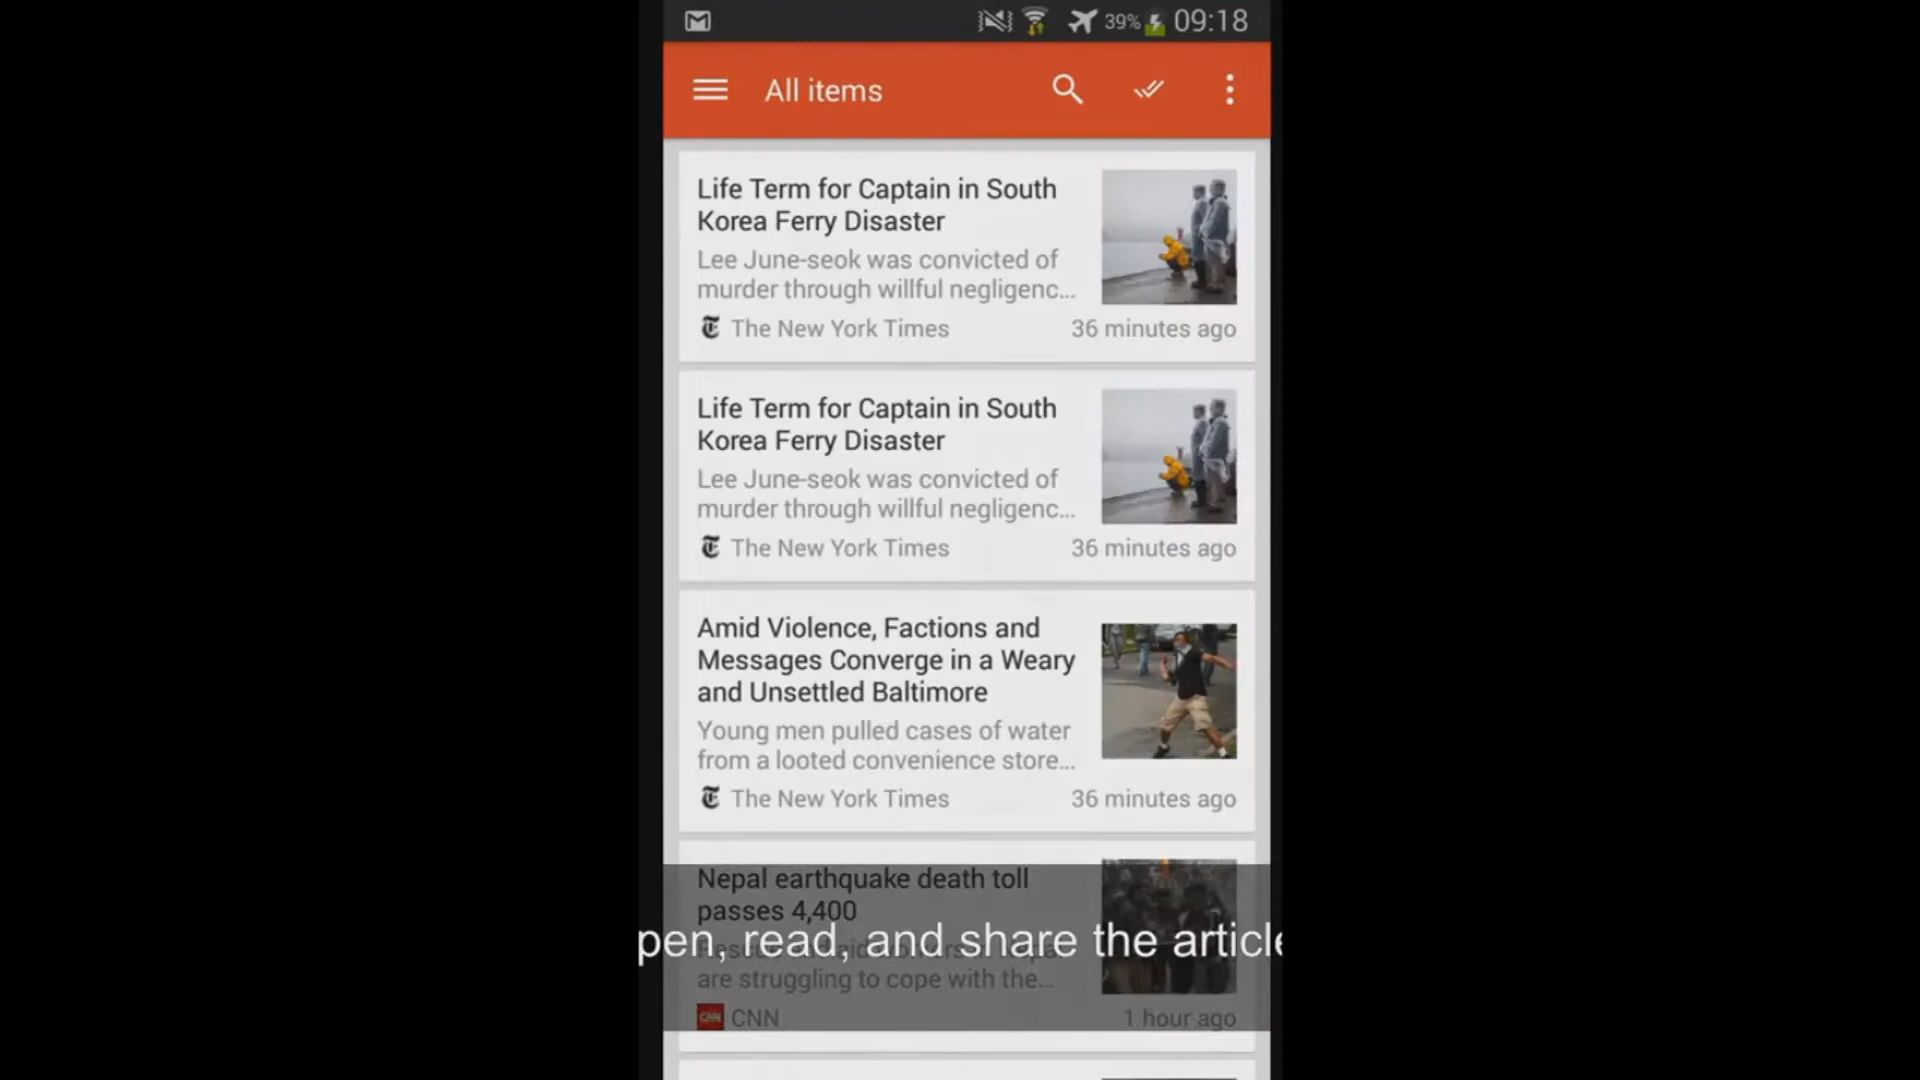 39% 09:18
All items
Life Term for Captain in South
Korea Ferry Disaster
Lee June-seok was convicted of
murder through willful negligenc...
The New York Times 36 minutes ago
Life Term for Captain in South
Korea Ferry Disaster
Lee June-seok was convicted of
murder through willful negligenc...
The New York Times 36 minutes ago
Amid Violence, Factions and
Messages Converge in a Weary
and Unsettled Baltimore
Young men pulled cases of water
from a looted convenience store...
The New York Times 36 minutes ago
Nepal earthquake death toll
passes 4,400
pen, read, and share the article
are struggling to cope with the...
CNN CNN 1 hour ago